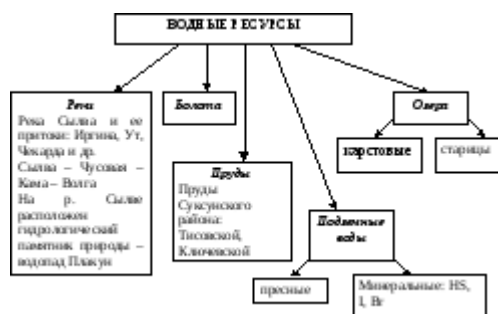 ВОДНЫЕ РЕСУРСЫ
Реки
Река Сылва и ее
притоки: Иргина, Ут,
Чекарда и др.
Сылва – Чусовая –
Кама – Волга
На р. Сылве
расположен
гидрологический
памятник природы –
водопад Плакун
Болота
Пруды
Пруды
Суксунского
района:
Тисовской,
Ключевской
Подземные
воды
пресные
Минеральные: HS,
I, Br
Озера
карстовые
старицы